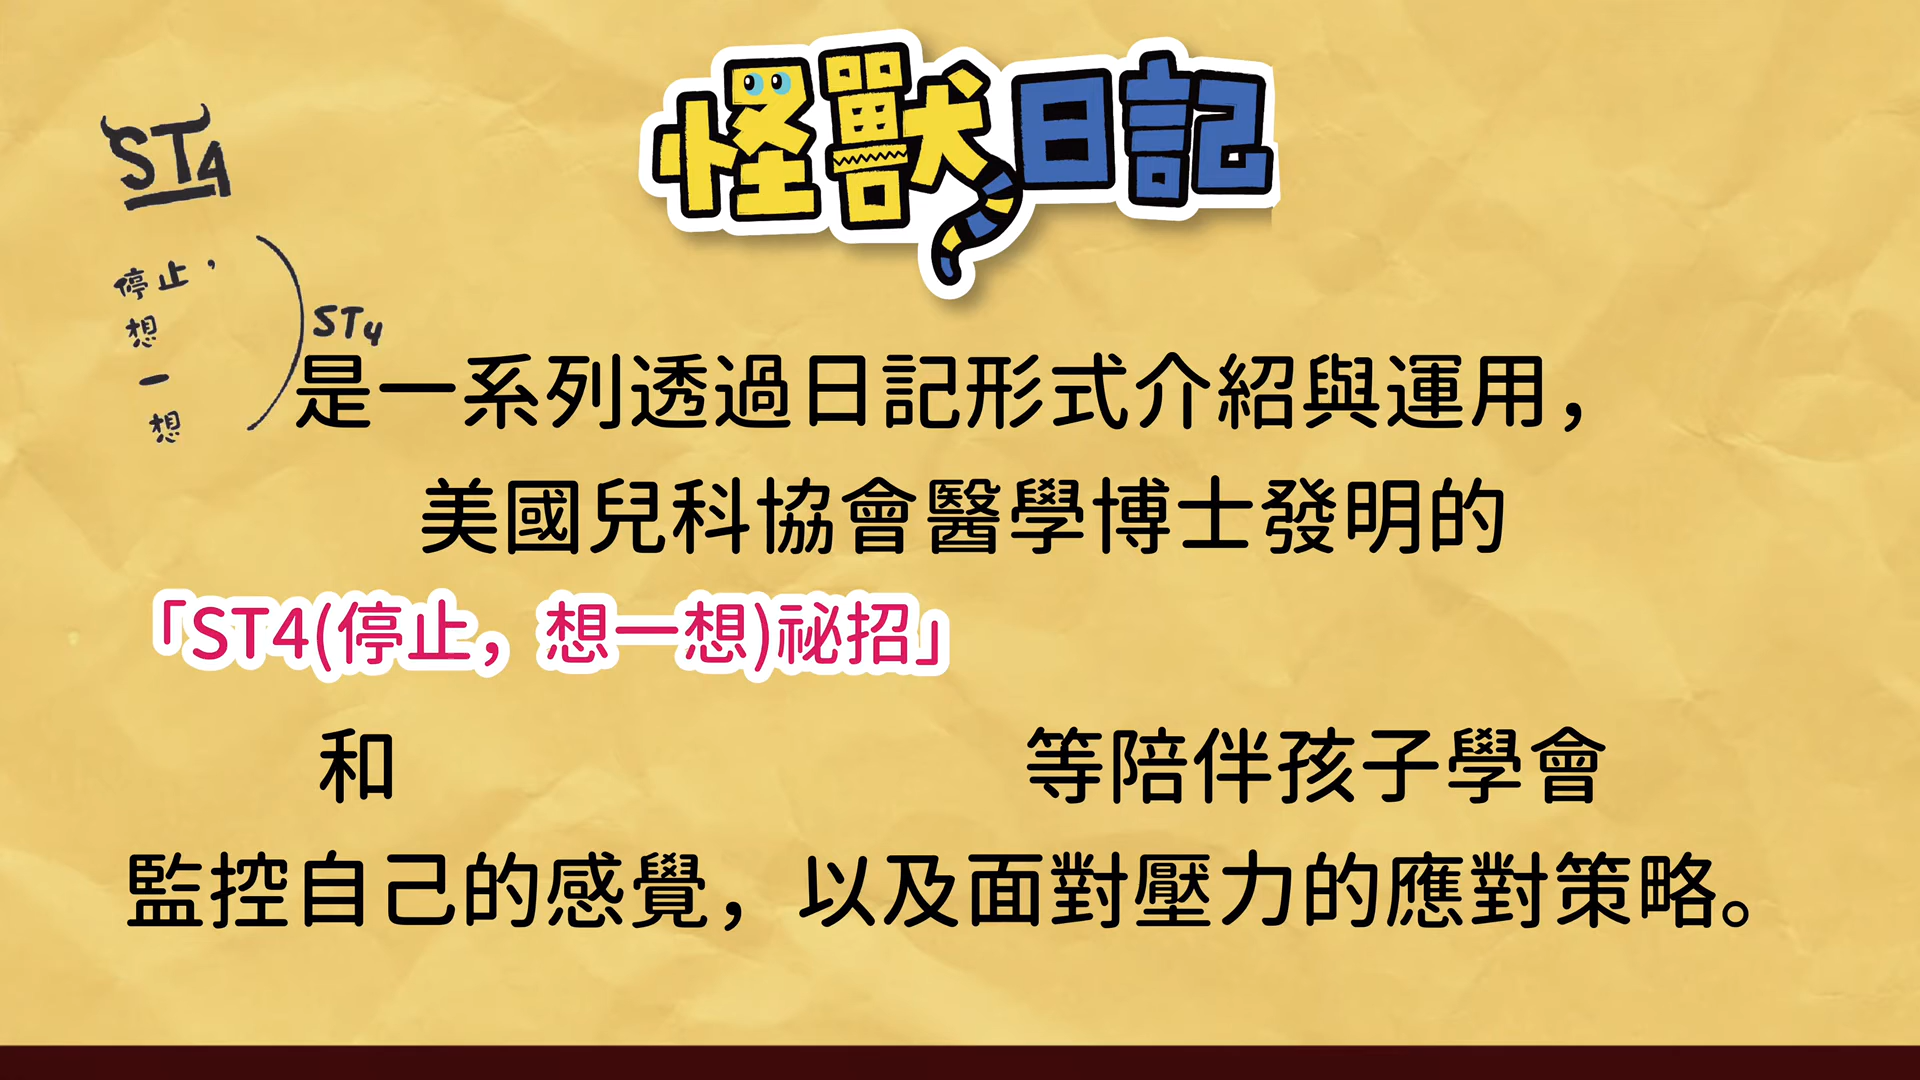 怪獸日記
ST4
停止，
想
一
想
ST4
是一系列透過日記形式介紹與運用，
美國兒科協會醫學博士發明的
「ST4(停止，想一想)祕招」
和 等陪伴孩子學會
監控自己的感覺，以及面對壓力的應對策略。